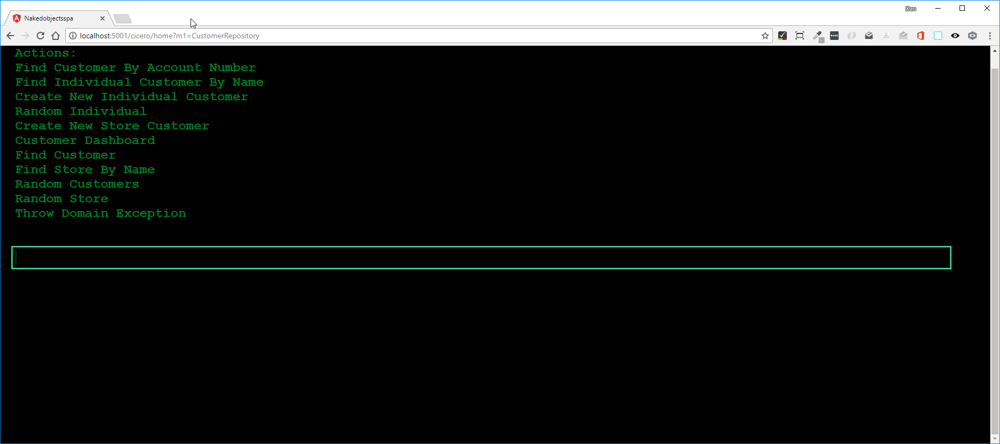 Dan
Nakedobjectsspa
localhost:5001/cicero/home?m1=CustomerRepository
Actions:
Find Customer By Account Number
Find Individual Customer By Name
Create New Individual Customer
Random Individual
Create New Store Customer
Customer Dashboard
Find Customer
Find Store By Name
Random Customers
Random Store
Throw Domain Exception